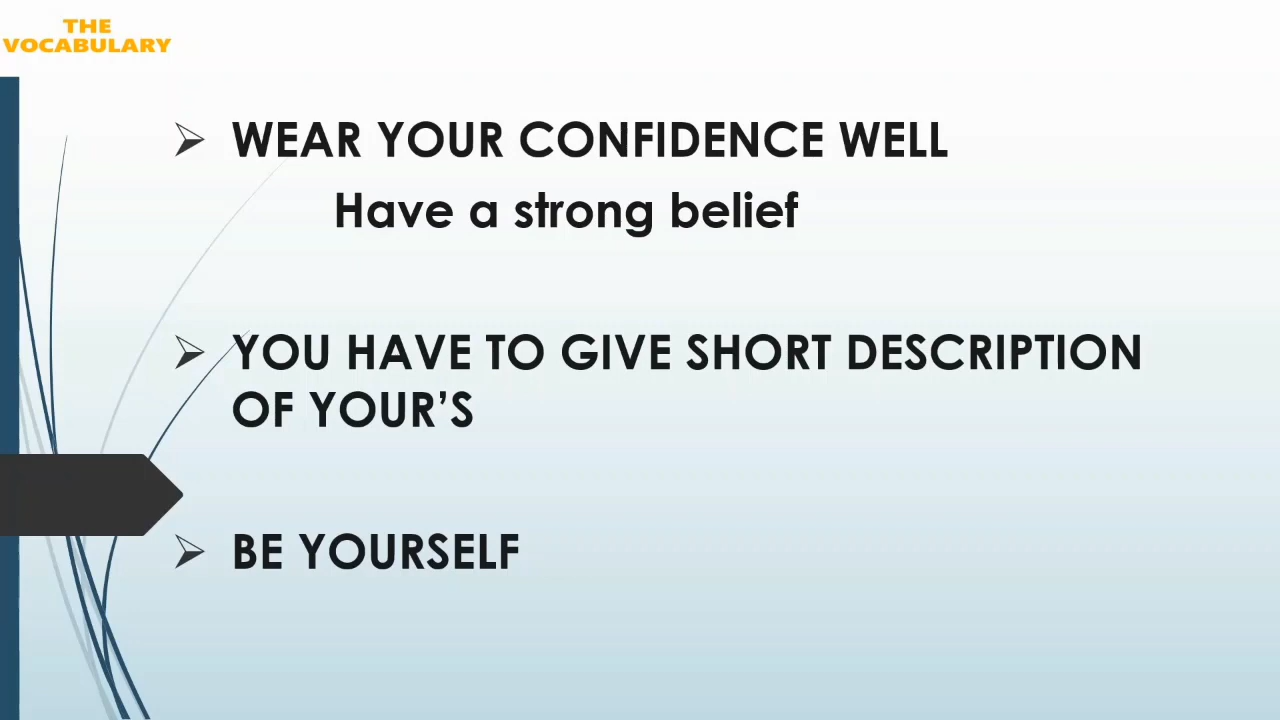 THE
VOCABULARY
WEAR YOUR CONFIDENCE WELL
Have a strong belief
YOU HAVE TO GIVE SHORT DESCRIPTION
OF YOUR’S
BE YOURSELF